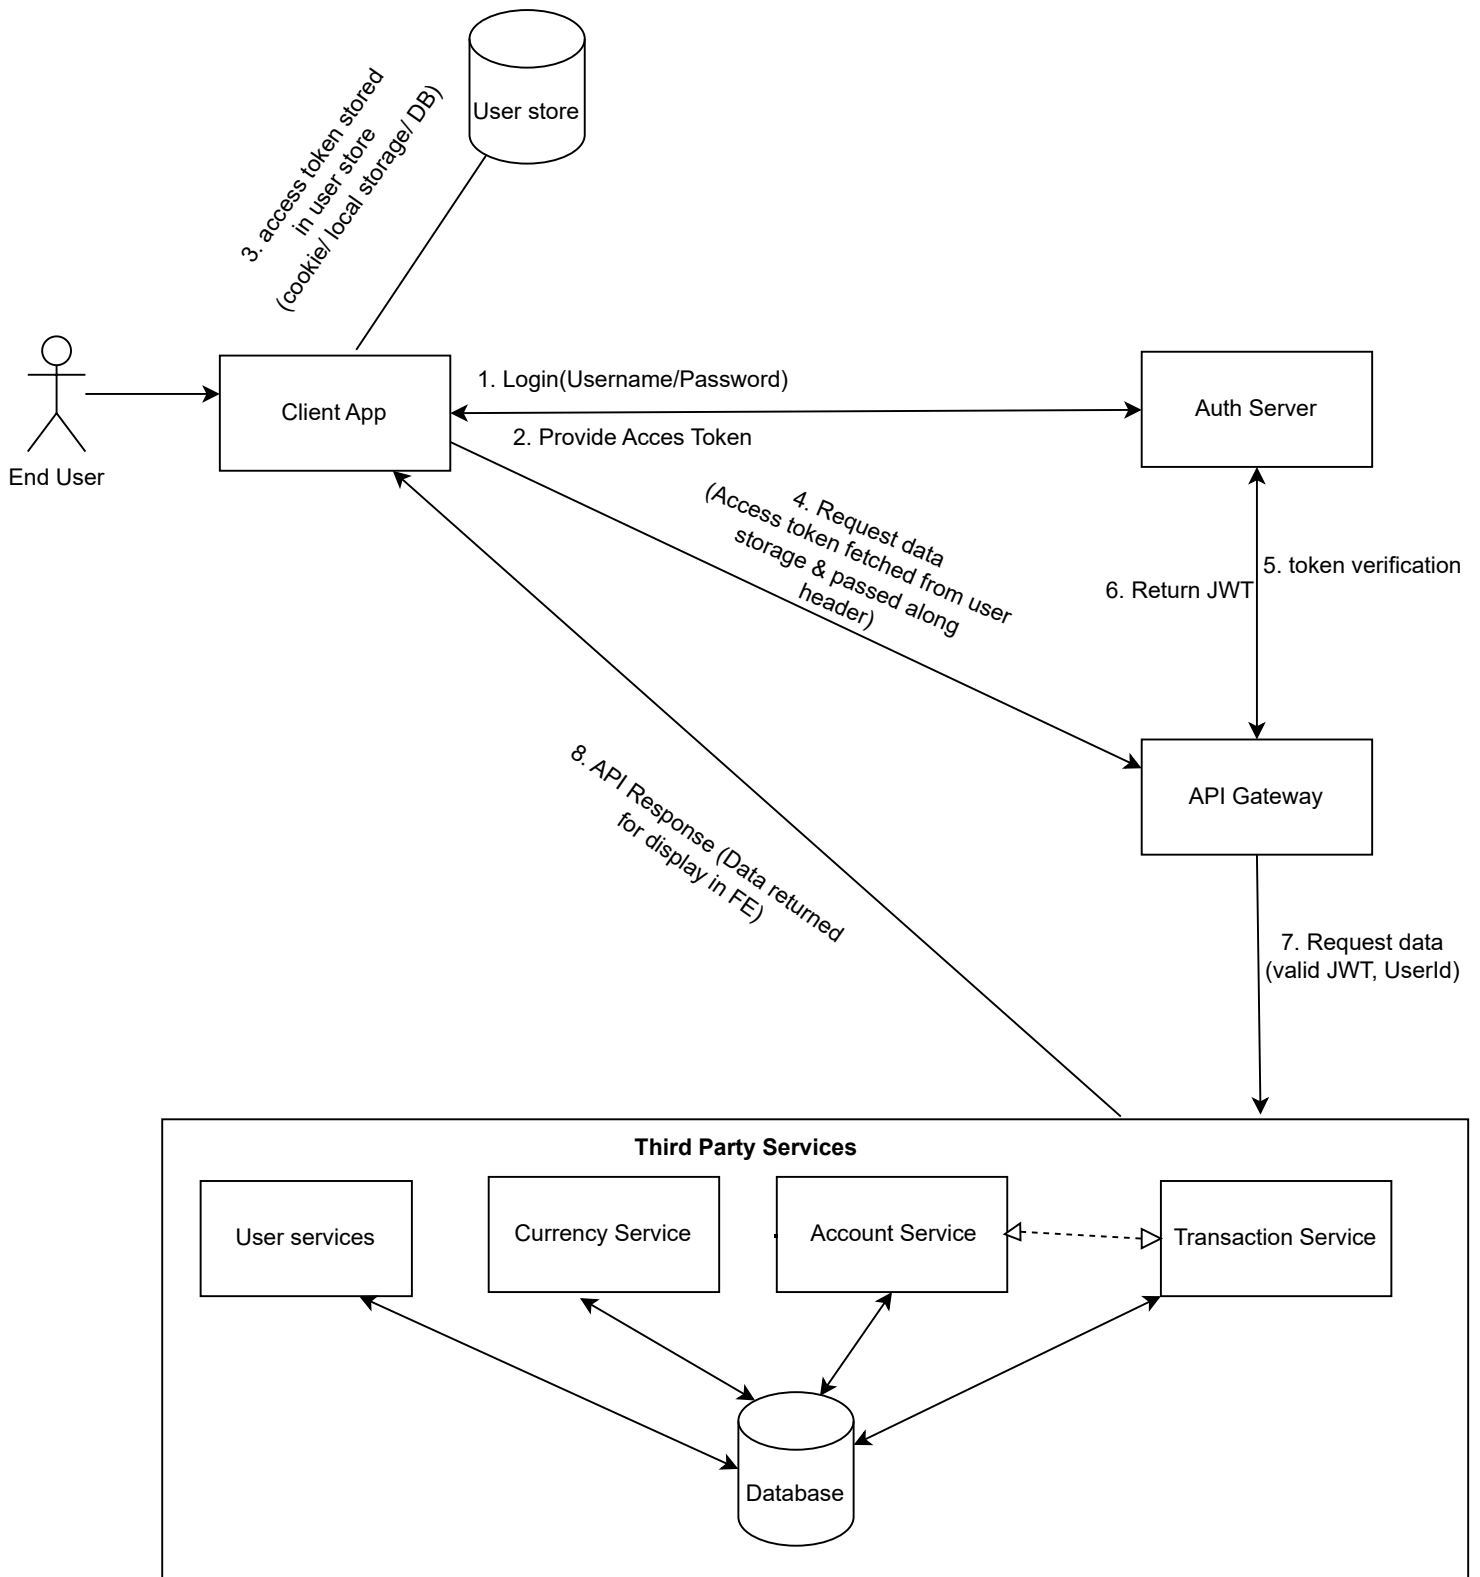 User store
3. access token stored
in user store
(cookie/ local storage/ DB)
End User
Client App
1. Login(Username/Password)
2. Provide Acces Token
Auth Server
4. Request data
(Access token fetched from user
storage & passed along
header)
5. token verification
6. Return JWT
API Gateway
8. API Response (Data returned
for display in FE)
7. Request data
(valid JWT, UserId)
Third Party Services
User services
Currency Service
Account Service
Transaction Service
Database